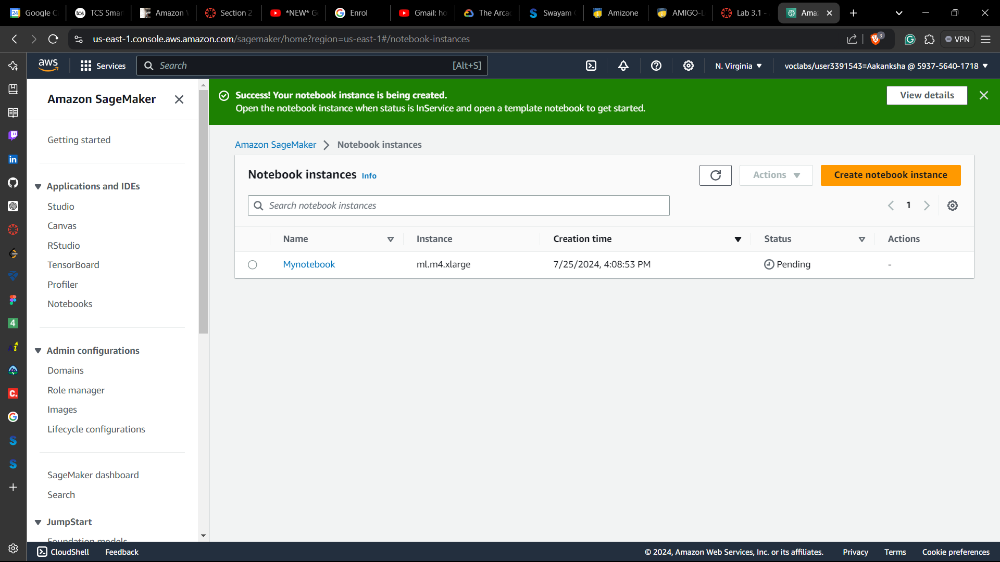 Google C
TCS Smar
Amazon
Section 2
*NEW* G
Enrol
Gmail: ho
The Arca
Swayam
Amizone
AMIGO-L
Lab 3.1 -
Ama
us-east-1.console.aws.amazon.com/sagemaker/home?region=us-east-1#/notebook-instances
3
VPN
aws
Services
Search
[Alt+S]
N. Virginia
voclabs/user3391543=Aakanksha @ 5937-5640-1718
Amazon SageMaker
Getting started
Applications and IDEs
Studio
Canvas
RStudio
TensorBoard
Profiler
Notebooks
Admin configurations
Domains
Role manager
Images
Lifecycle configurations
SageMaker dashboard
Search
JumpStart
Foundation models
Success! Your notebook instance is being created.
Open the notebook instance when status is InService and open a template notebook to get started.
View details
Amazon SageMaker
Notebook instances
Notebook instances Info
Actions
Create notebook instance
Search notebook instances
1
Name Instance Creation time Status Actions
Mynotebook ml.m4.xlarge 7/25/2024, 4:08:53 PM Pending -
CloudShell
Feedback
© 2024, Amazon Web Services, Inc. or its affiliates.
Privacy
Terms
Cookie preferences